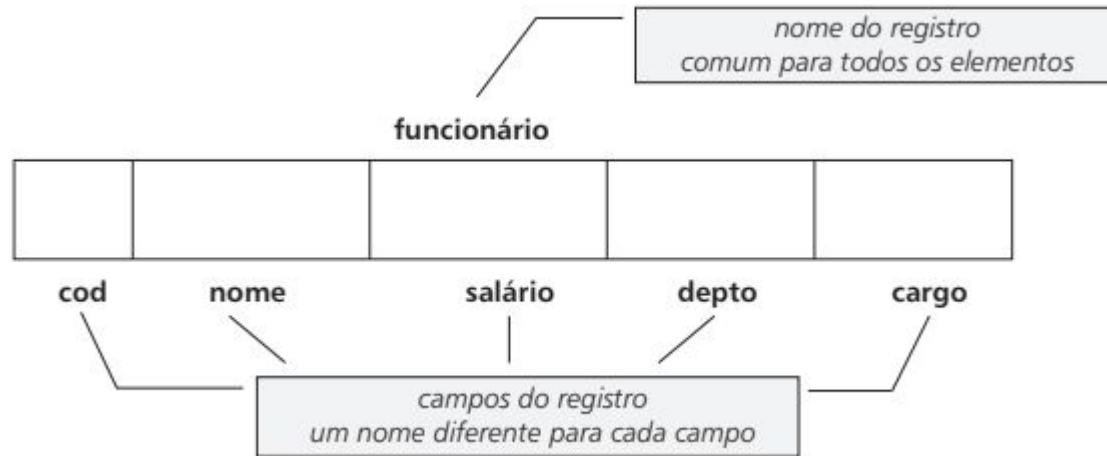 nome do registro
comum para todos os elementos
funcionário
cod nome salário depto cargo
campos do registro
um nome diferente para cada campo